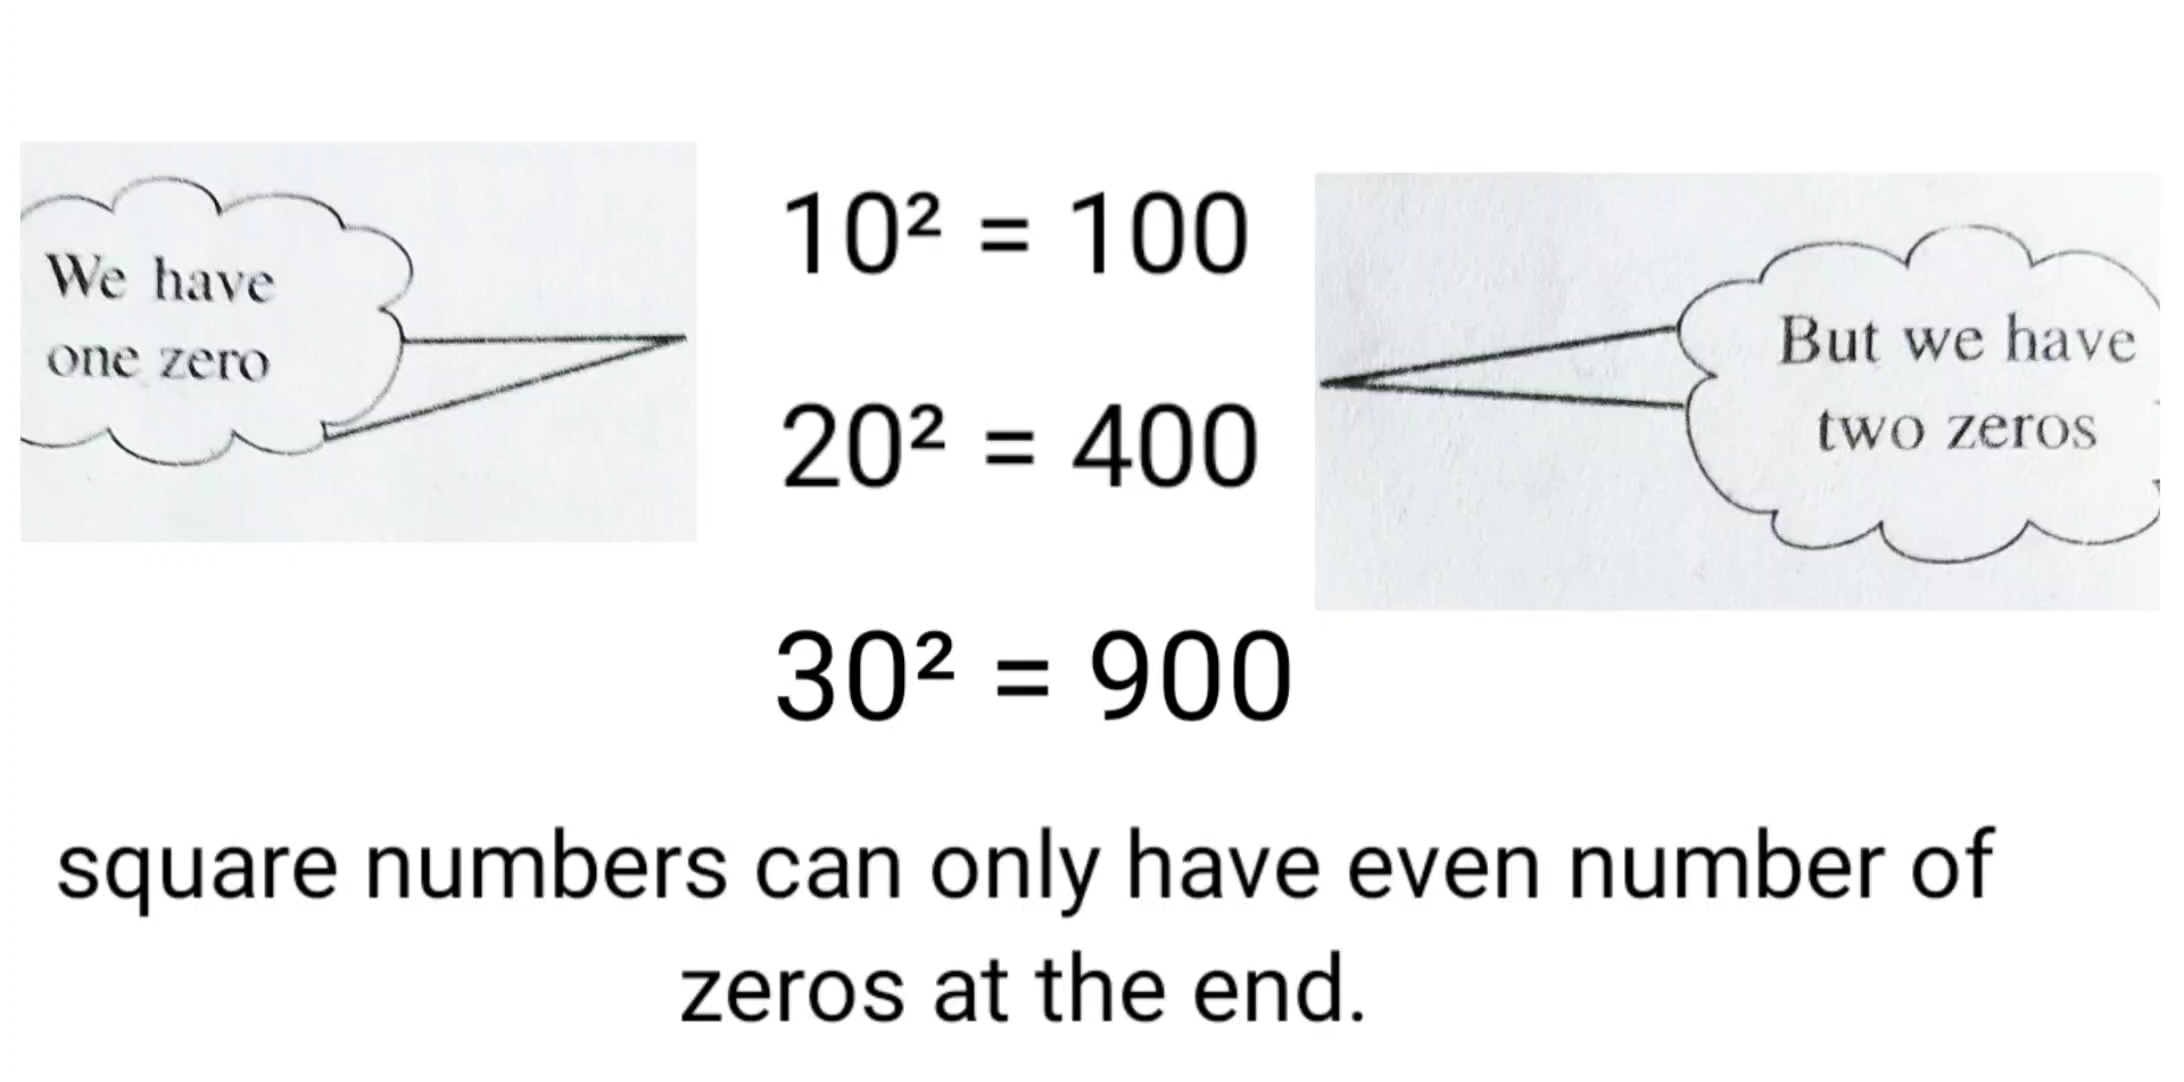 We have
one zero
10² = 100
20² = 400
30² = 900
But we have
two zeros
square numbers can only have even number of
zeros at the end.